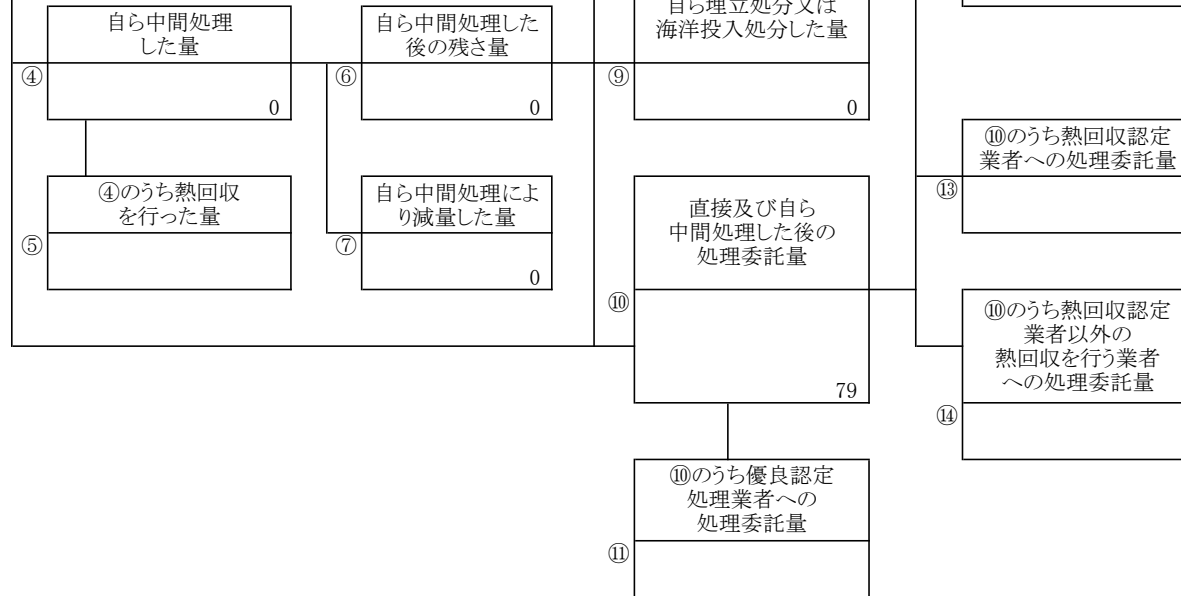 自ら中間処理
した量
④
0
自ら中間処理した
後の残さ量
⑥
0
自ら埋立処分又は
海洋投入処分した量
⑨
0
⑩のうち熱回収認定
業者への処理委託量
⑬
④のうち熱回収
を行った量
⑤
自ら中間処理によ
り減量した量
⑦
0
直接及び自ら
中間処理した後の
処理委託量
⑩
79
⑩のうち熱回収認定
業者以外の
熱回収を行う業者
への処理委託量
⑭
⑩のうち優良認定
処理業者への
処理委託量
⑪